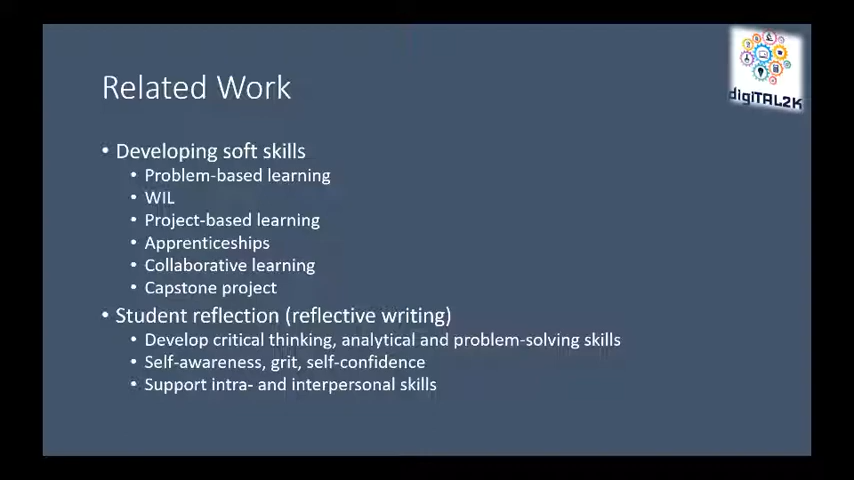 digiTAL2K
Related Work
• Developing soft skills
• Problem-based learning
• WIL
• Project-based learning
• Apprenticeships
• Collaborative learning
• Capstone project
• Student reflection (reflective writing)
• Develop critical thinking, analytical and problem-solving skills
• Self-awareness, grit, self-confidence
• Support intra- and interpersonal skills